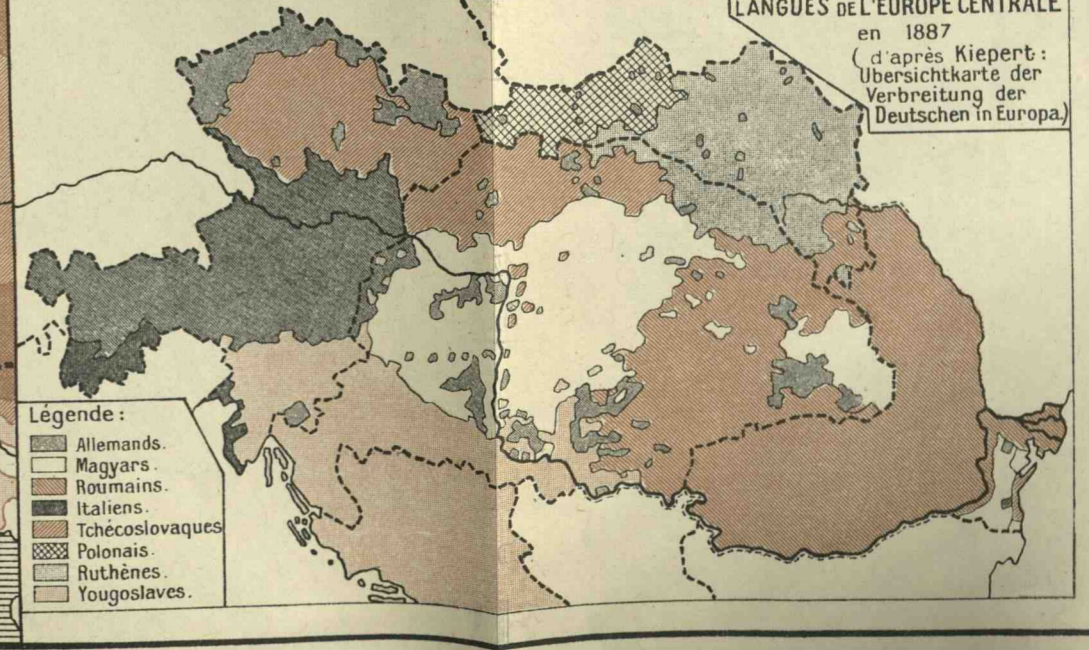 LANGUES DE L'EUROPE CENTRALE
en 1887
( d'après Kiepert :
Ubersichtkarte der
Verbreitung der
Deutschen in Europa.)
Légende :
Allemands.
Magyars.
Roumains.
Italiens.
Tchécoslovaques
Polonais.
Ruthènes.
Yougoslaves.